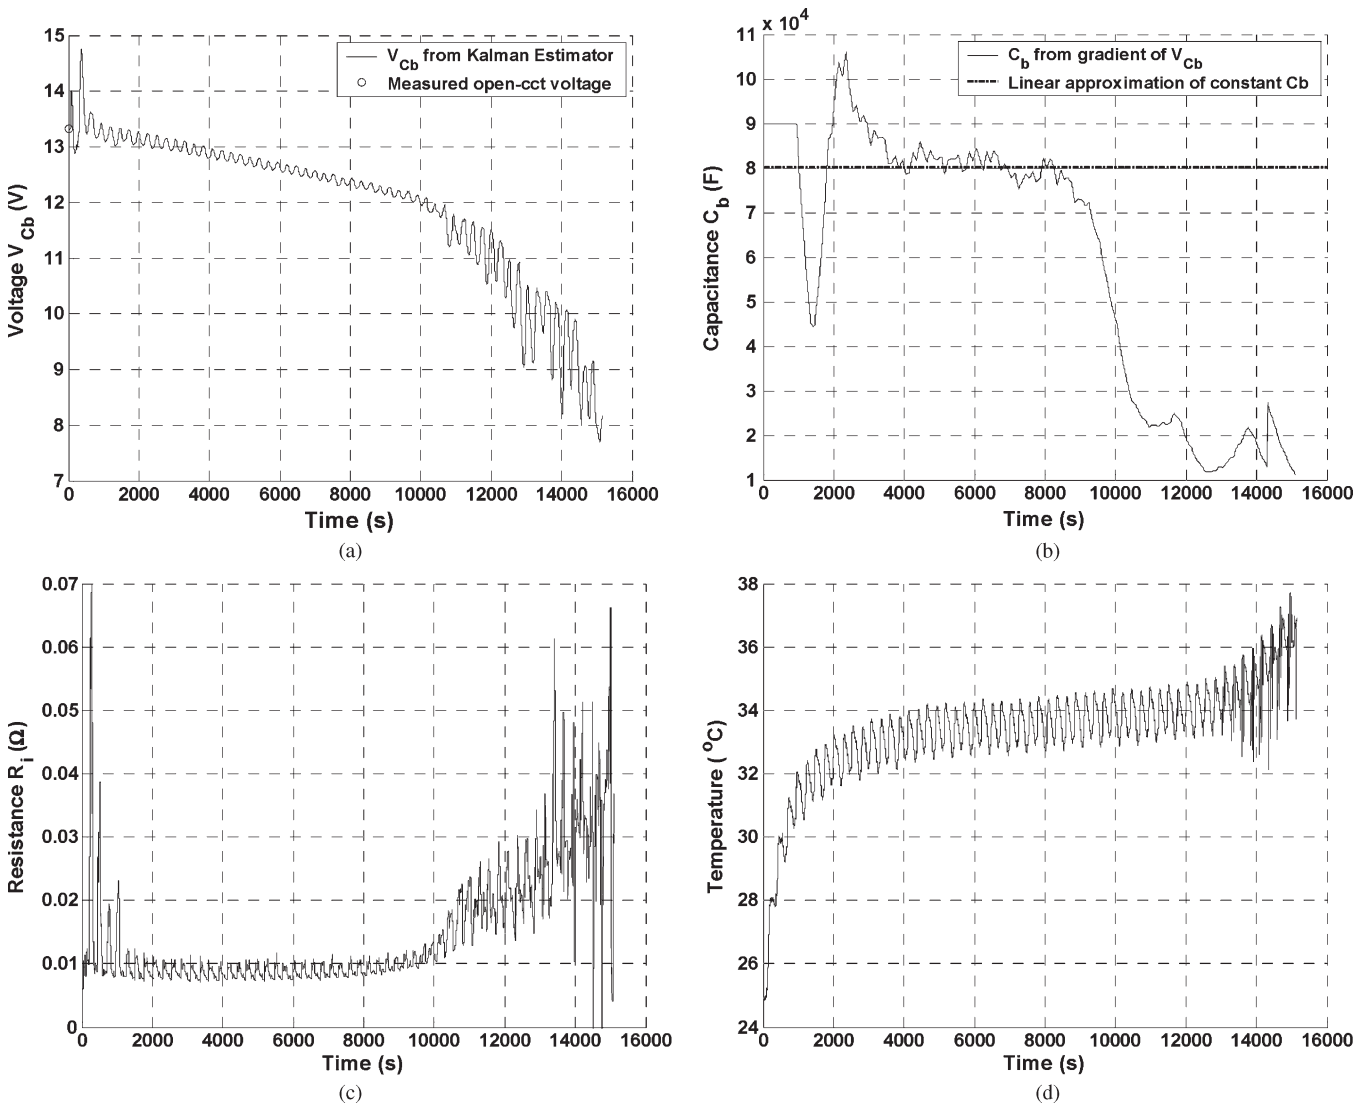 15
14
13
12
11
10
9
8
7
Voltage V_Cb (V)
V_Cb from Kalman Estimator
Measured open-cct voltage
0 2000 4000 6000 8000 10000 12000 14000 16000
Time (s)
(a)
x 10^4
11
10
9
8
7
6
5
4
3
2
1
Capacitance C_b (F)
C_b from gradient of V_Cb
Linear approximation of constant Cb
0 2000 4000 6000 8000 10000 12000 14000 16000
Time (s)
(b)
0.07
0.06
0.05
0.04
0.03
0.02
0.01
0
Resistance R_i (Ω)
0 2000 4000 6000 8000 10000 12000 14000 16000
Time (s)
(c)
38
36
34
32
30
28
26
24
Temperature ( °C)
0 2000 4000 6000 8000 10000 12000 14000 16000
Time (s)
(d)